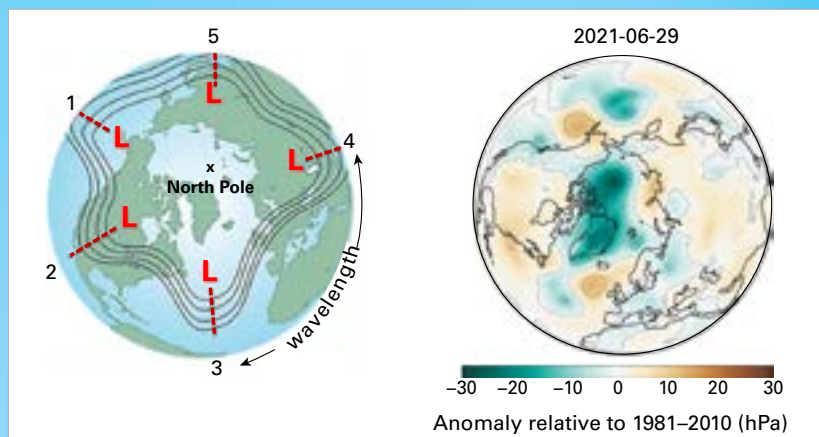 5
1
L
L
4
L
x
North Pole
L
2
L
wavelength
3
2021-06-29
−30 −20 −10 0 10 20 30
Anomaly relative to 1981–2010 (hPa)